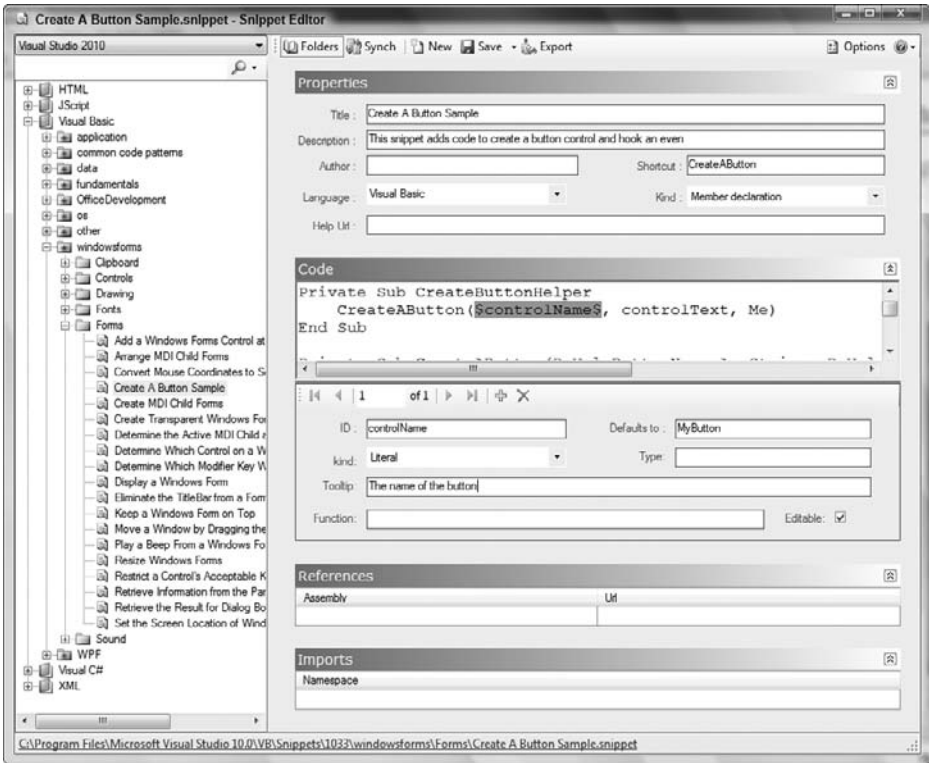 Create A Button Sample.snippet - Snippet Editor
Visual Studio 2010
Folders Synch New Save Export Options
HTML
JScript
Visual Basic
application
common code patterns
data
fundamentals
OfficeDevelopment
os
other
windowsforms
Clipboard
Controls
Drawing
Fonts
Forms
Add a Windows Forms Control at
Arrange MDI Child Forms
Convert Mouse Coordinates to
Create A Button Sample
Create MDI Child Forms
Create Transparent Windows For
Determine the Active MDI Child
Determine Which Control on a W
Determine Which Modifier Key W
Display a Windows Form
Eliminate the TitleBar from a Form
Keep a Windows Form on Top
Move a Window by Dragging the
Play a Beep From a Windows Fo
Resize Windows Forms
Restrict a Control's Acceptable K
Retrieve Information from the Par
Retrieve the Result for Dialog Bo
Set the Screen Location of Wind
Sound
WPF
Visual C#
XML
Properties
Title : Create A Button Sample
Description : This snippet adds code to create a button control and hook an even
Author : Shortcut : CreateAButton
Language : Visual Basic Kind : Member declaration
Help Url :
Code
Private Sub CreateButtonHelper
CreateAButton($controlName$, controlText, Me)
End Sub
1 of 1
ID : controlName Defaults to : MyButton
kind: Literal Type:
Tooltip: The name of the button
Function: Editable:
References
Assembly Url
Imports
Namespace
C:\Program Files\Microsoft Visual Studio 10.0\VB\Snippets\1033\windowsforms\Forms\Create A Button Sample.snippet